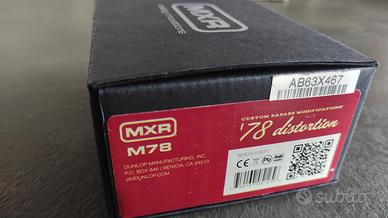 MXR
AB63X467
MXR
M78
CUSTOM BADASS MODIFICATIONS
'78 distortion
DUNLOP MANUFACTURING, INC.
P.O. BOX 846 | BENICIA, CA 94510
JIMDUNLOP.COM
subito